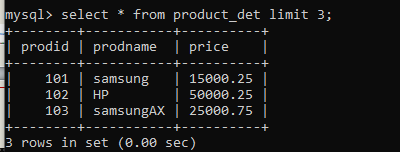 mysql> select * from product_det limit 3;
+--------+-----------+----------+
| prodid | prodname  | price    |
+--------+-----------+----------+
|    101 | samsung   | 15000.25 |
|    102 | HP        | 50000.25 |
|    103 | samsungAX | 25000.75 |
+--------+-----------+----------+
3 rows in set (0.00 sec)